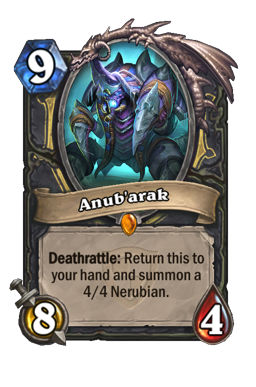 9
Anub'arak
Deathrattle: Return this to
your hand and summon a
4/4 Nerubian.
8
4